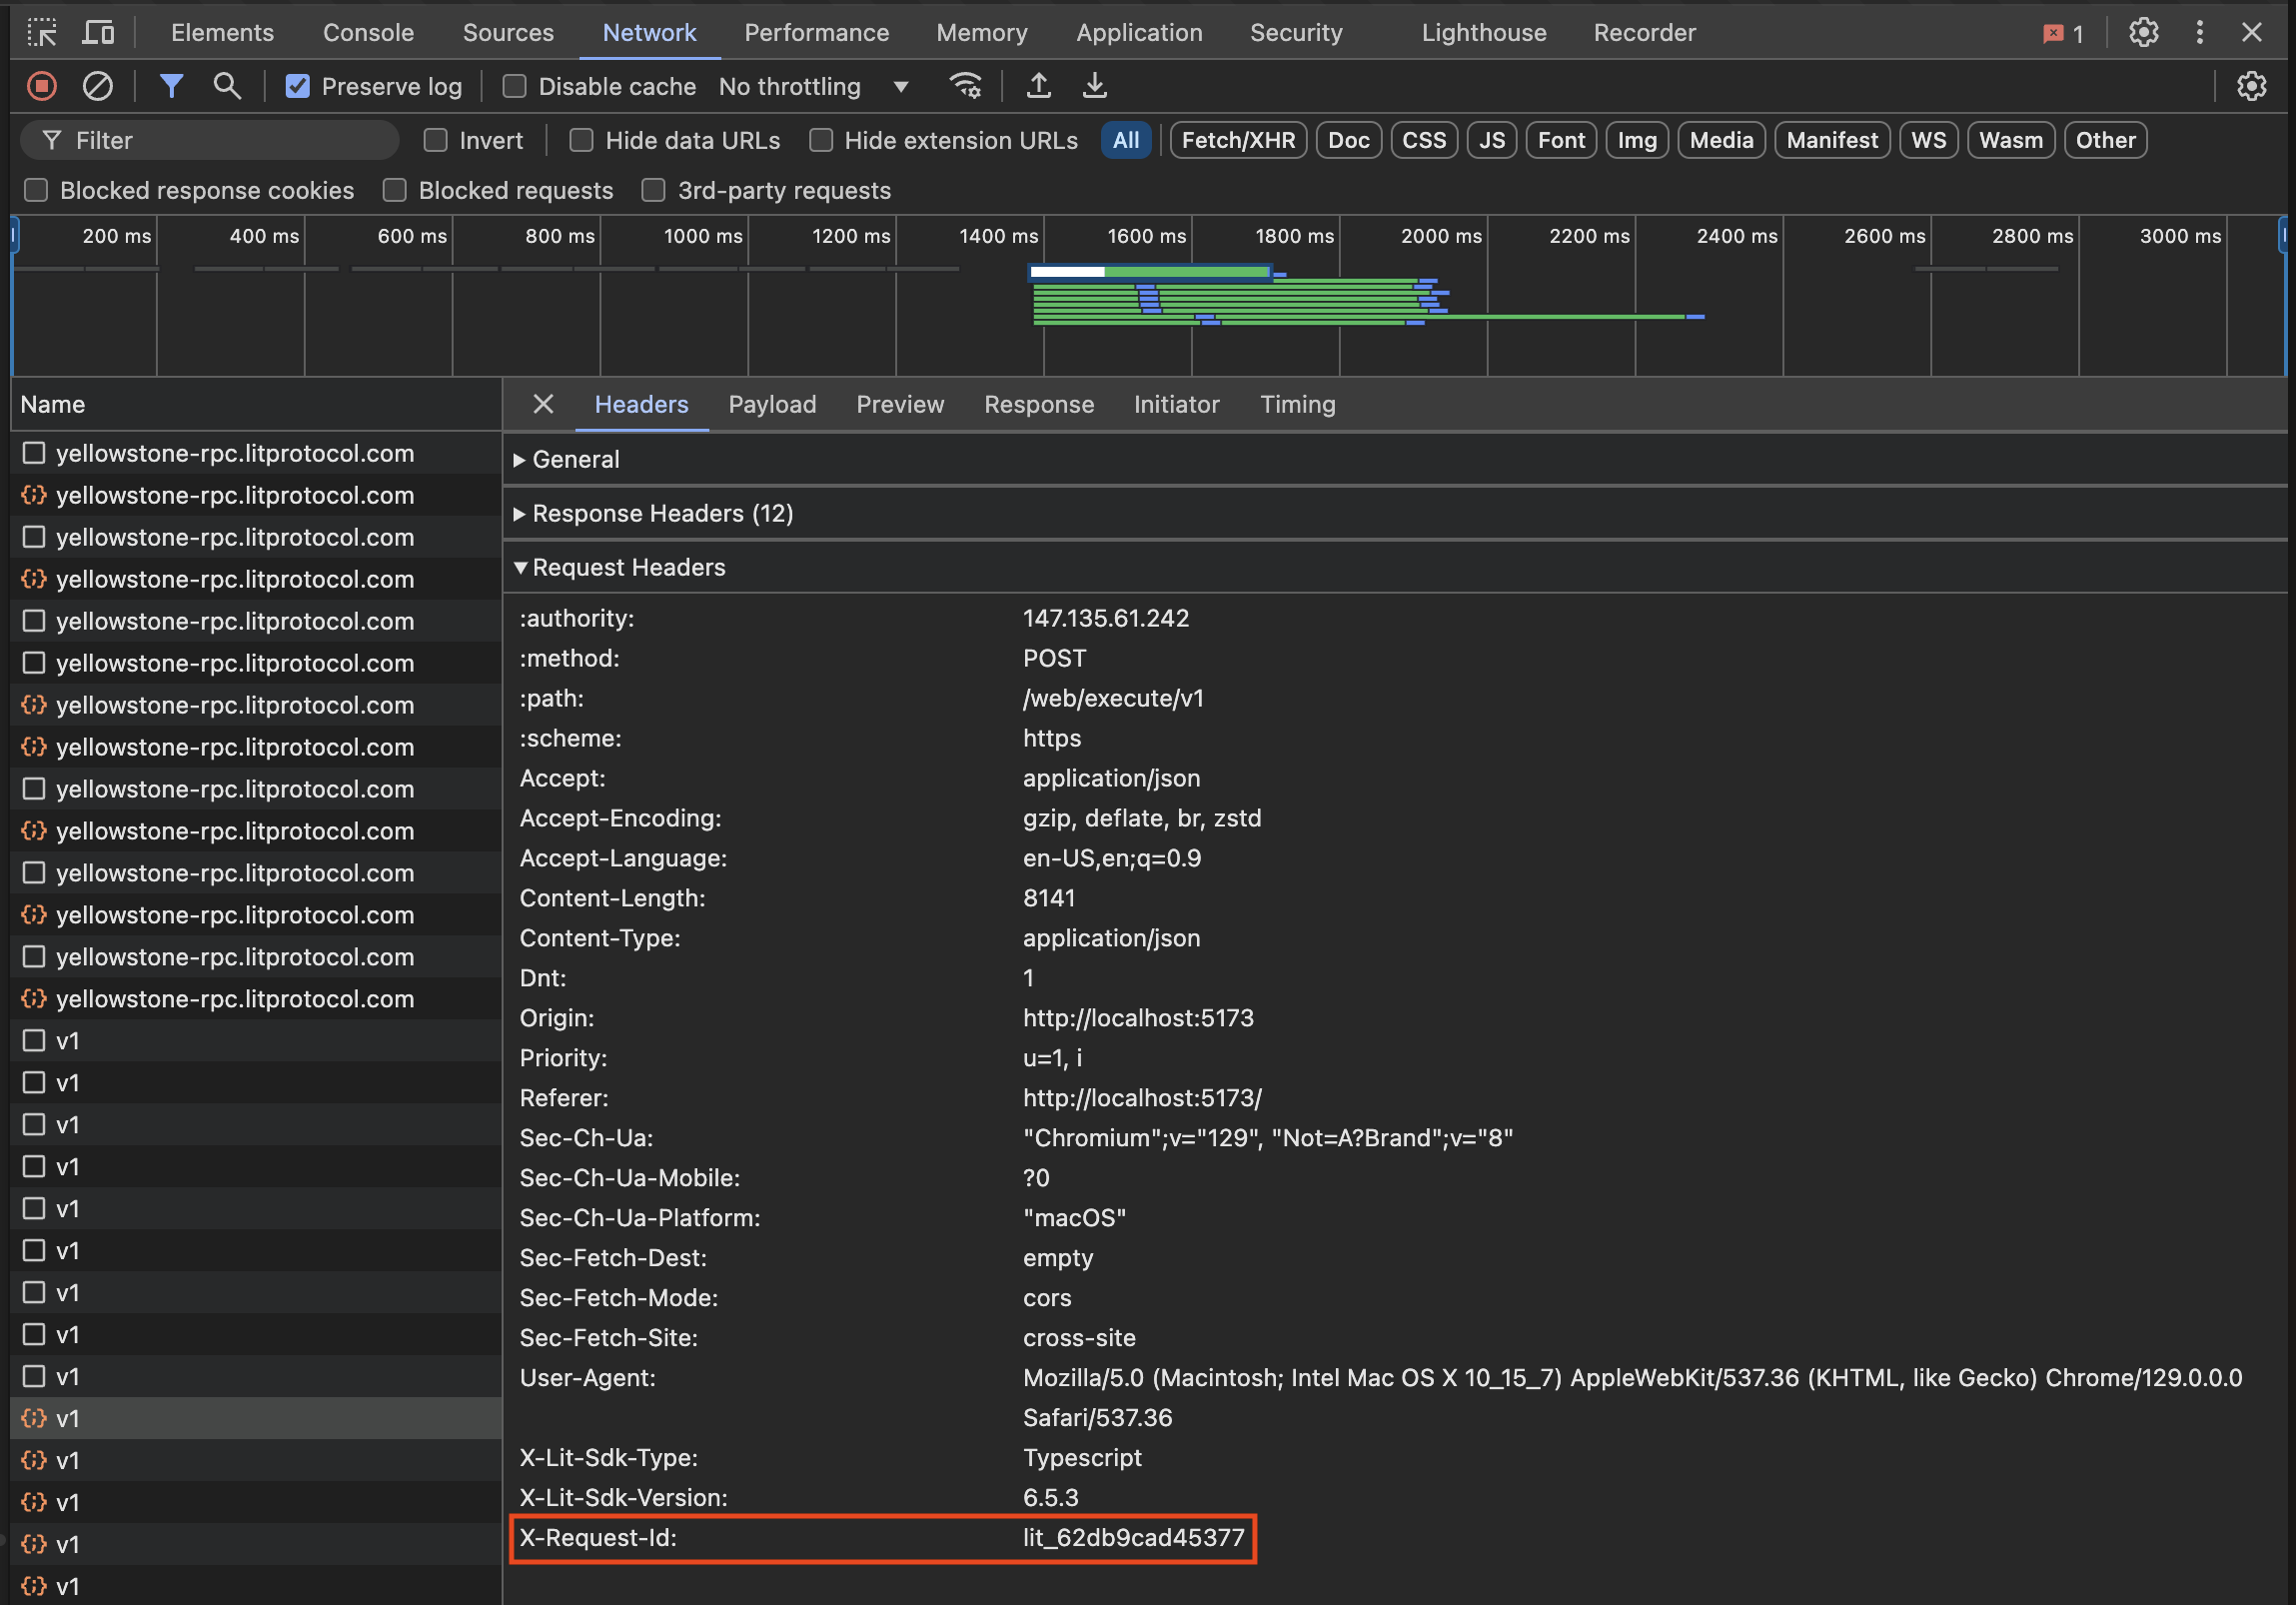 Elements Console Sources Network Performance Memory Application Security Lighthouse Recorder 1
Preserve log Disable cache No throttling
Filter Invert Hide data URLs Hide extension URLs All Fetch/XHR Doc CSS JS Font Img Media Manifest WS Wasm Other
Blocked response cookies Blocked requests 3rd-party requests
200 ms 400 ms 600 ms 800 ms 1000 ms 1200 ms 1400 ms 1600 ms 1800 ms 2000 ms 2200 ms 2400 ms 2600 ms 2800 ms 3000 ms
Name
yellowstone-rpc.litprotocol.com
yellowstone-rpc.litprotocol.com
yellowstone-rpc.litprotocol.com
yellowstone-rpc.litprotocol.com
yellowstone-rpc.litprotocol.com
yellowstone-rpc.litprotocol.com
yellowstone-rpc.litprotocol.com
yellowstone-rpc.litprotocol.com
yellowstone-rpc.litprotocol.com
yellowstone-rpc.litprotocol.com
yellowstone-rpc.litprotocol.com
yellowstone-rpc.litprotocol.com
yellowstone-rpc.litprotocol.com
yellowstone-rpc.litprotocol.com
v1
v1
v1
v1
v1
v1
v1
v1
v1
v1
v1
v1
v1
v1
Headers Payload Preview Response Initiator Timing
General
Response Headers (12)
Request Headers
:authority: 147.135.61.242
:method: POST
:path: /web/execute/v1
:scheme: https
Accept: application/json
Accept-Encoding: gzip, deflate, br, zstd
Accept-Language: en-US,en;q=0.9
Content-Length: 8141
Content-Type: application/json
Dnt: 1
Origin: http://localhost:5173
Priority: u=1, i
Referer: http://localhost:5173/
Sec-Ch-Ua: "Chromium";v="129", "Not=A?Brand";v="8"
Sec-Ch-Ua-Mobile: ?0
Sec-Ch-Ua-Platform: "macOS"
Sec-Fetch-Dest: empty
Sec-Fetch-Mode: cors
Sec-Fetch-Site: cross-site
User-Agent: Mozilla/5.0 (Macintosh; Intel Mac OS X 10_15_7) AppleWebKit/537.36 (KHTML, like Gecko) Chrome/129.0.0.0
Safari/537.36
X-Lit-Sdk-Type: Typescript
X-Lit-Sdk-Version: 6.5.3
X-Request-Id: lit_62db9cad45377